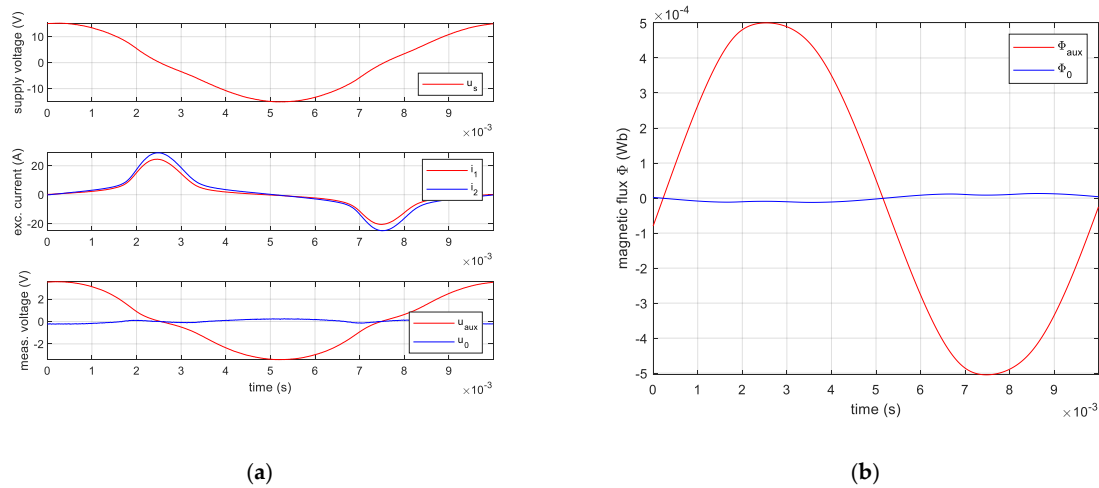 supply voltage (V)
10
0
-10
u_s
0 1 2 3 4 5 6 7 8 9
×10^-3
exc. current (A)
20
0
-20
i_1
i_2
0 1 2 3 4 5 6 7 8 9
×10^-3
meas. voltage (V)
2
0
-2
u_aux
u_0
0 1 2 3 4 5 6 7 8 9
time (s)
×10^-3
(a)
×10^-4
5
4
3
2
1
0
-1
-2
-3
-4
-5
magnetic flux Φ (Wb)
Φ_aux
Φ_0
0 1 2 3 4 5 6 7 8 9
time (s)
×10^-3
(b)